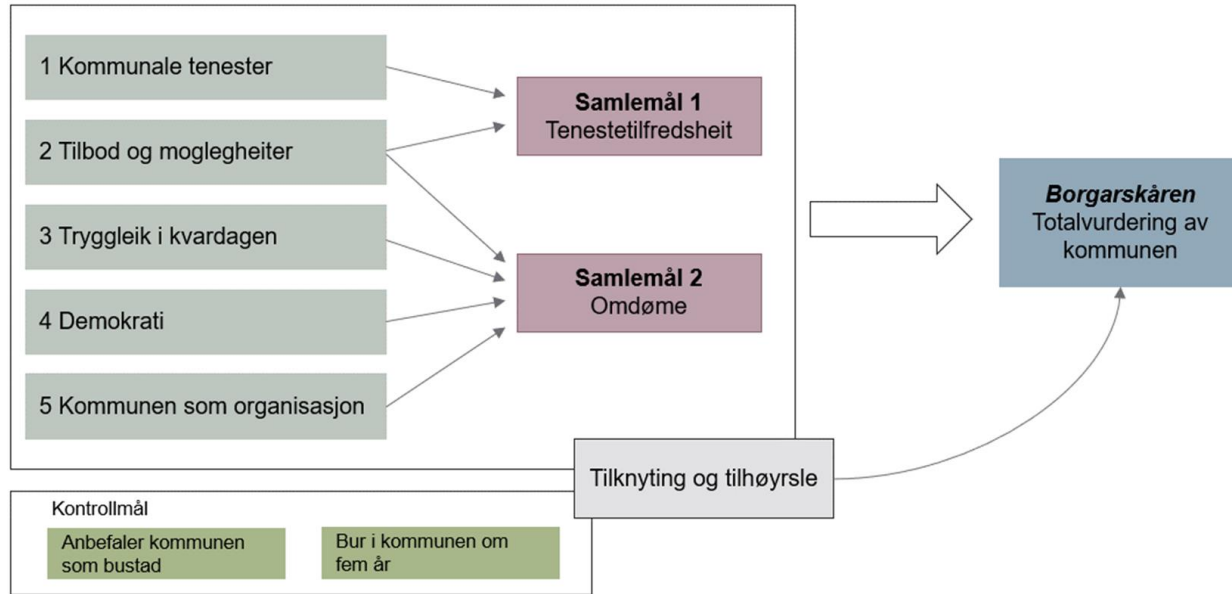 1 Kommunale tenester
2 Tilbod og moglegheiter
3 Tryggleik i kvardagen
4 Demokrati
5 Kommunen som organisasjon
Samlemål 1
Tenestetilfredsheit
Samlemål 2
Omdøme
Borgarskåren
Totalvurdering av
kommunen
Tilknyting og tilhøyrsle
Kontrollmål
Anbefaler kommunen
som bustad
Bur i kommunen om
fem år